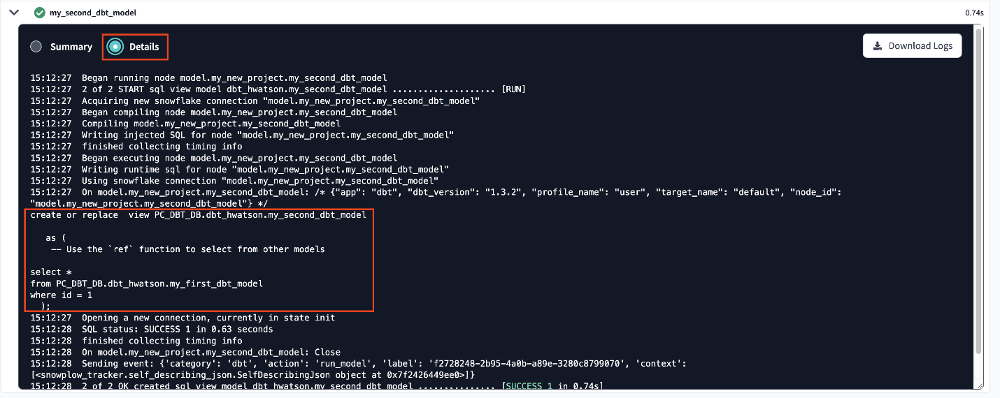 my_second_dbt_model
0.74s
Summary
Details
Download Logs
15:12:27  Began running node model.my_new_project.my_second_dbt_model
15:12:27  2 of 2 START sql view model dbt_hwatson.my_second_dbt_model .................... [RUN]
15:12:27  Acquiring new snowflake connection "model.my_new_project.my_second_dbt_model"
15:12:27  Began compiling node model.my_new_project.my_second_dbt_model
15:12:27  Compiling model.my_new_project.my_second_dbt_model
15:12:27  Writing injected SQL for node "model.my_new_project.my_second_dbt_model"
15:12:27  finished collecting timing info
15:12:27  Began executing node model.my_new_project.my_second_dbt_model
15:12:27  Writing runtime sql for node "model.my_new_project.my_second_dbt_model"
15:12:27  Using snowflake connection "model.my_new_project.my_second_dbt_model"
15:12:27  On model.my_new_project.my_second_dbt_model: /* {"app": "dbt", "dbt_version": "1.3.2", "profile_name": "user", "target_name": "default", "node_id":
"model.my_new_project.my_second_dbt_model"} */
create or replace  view PC_DBT_DB.dbt_hwatson.my_second_dbt_model
   as (
    -- Use the `ref` function to select from other models
select *
from PC_DBT_DB.dbt_hwatson.my_first_dbt_model
where id = 1
  );
15:12:27  Opening a new connection, currently in state init
15:12:28  SQL status: SUCCESS 1 in 0.63 seconds
15:12:28  finished collecting timing info
15:12:28  On model.my_new_project.my_second_dbt_model: Close
15:12:28  Sending event: {'category': 'dbt', 'action': 'run_model', 'label': 'f2728248-2b95-4a0b-a89e-3280c8799070', 'context':
[<snowplow_tracker.self_describing_json.SelfDescribingJson object at 0x7f2426449ee0>]}
15:12:28  2 of 2 OK created sql view model dbt_hwatson.my_second_dbt_model ............... [SUCCESS 1 in 0.74s]